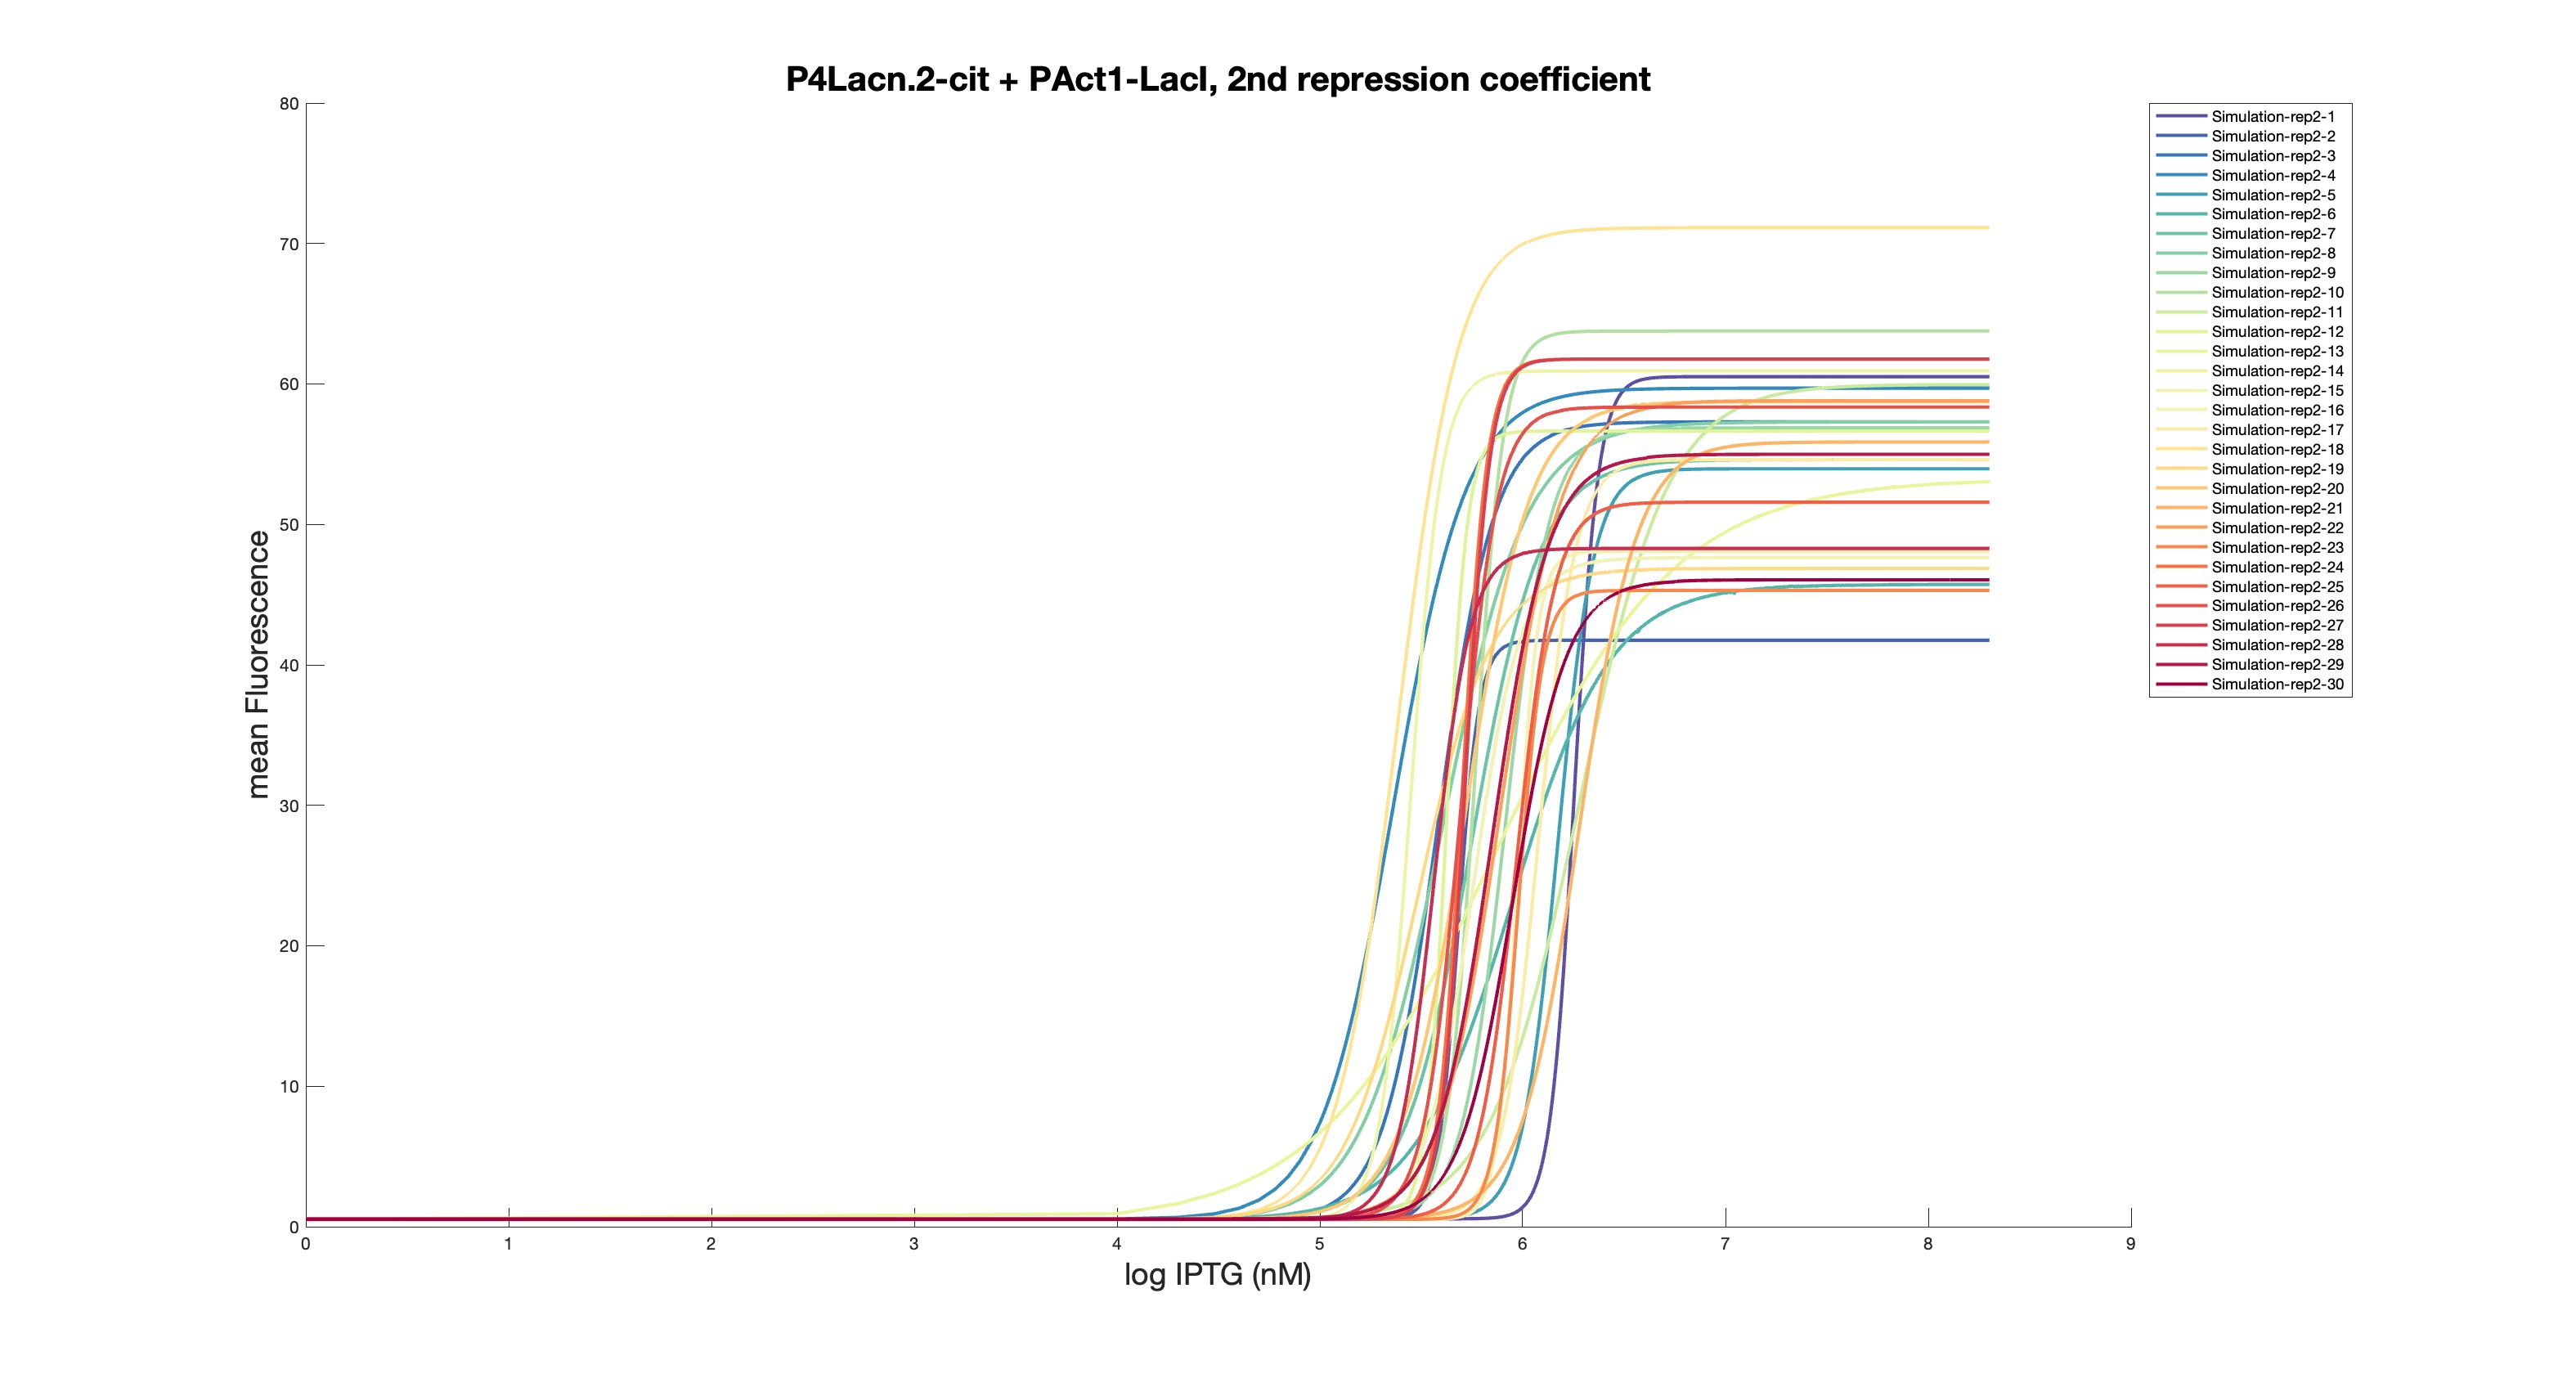 P4Lacn.2-cit + PAct1-LacI, 2nd repression coefficient
80
70
60
50
40
30
20
10
0
mean Fluorescence
0 1 2 3 4 5 6 7 8 9
log IPTG (nM)
Simulation-rep2-1
Simulation-rep2-2
Simulation-rep2-3
Simulation-rep2-4
Simulation-rep2-5
Simulation-rep2-6
Simulation-rep2-7
Simulation-rep2-8
Simulation-rep2-9
Simulation-rep2-10
Simulation-rep2-11
Simulation-rep2-12
Simulation-rep2-13
Simulation-rep2-14
Simulation-rep2-15
Simulation-rep2-16
Simulation-rep2-17
Simulation-rep2-18
Simulation-rep2-19
Simulation-rep2-20
Simulation-rep2-21
Simulation-rep2-22
Simulation-rep2-23
Simulation-rep2-24
Simulation-rep2-25
Simulation-rep2-26
Simulation-rep2-27
Simulation-rep2-28
Simulation-rep2-29
Simulation-rep2-30